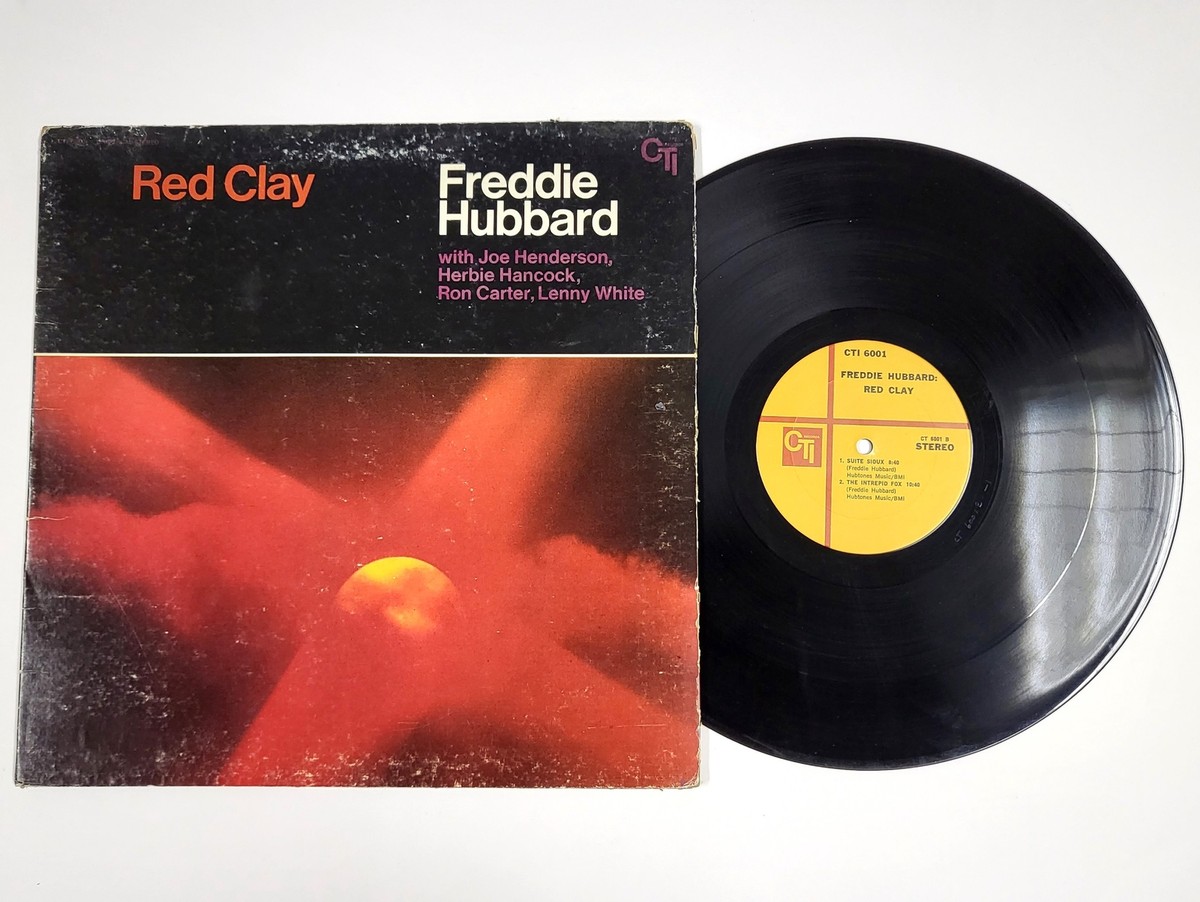 Red Clay
Freddie
Hubbard
with Joe Henderson,
Herbie Hancock,
Ron Carter, Lenny White
CTI
CTI 6001
FREDDIE HUBBARD:
RED CLAY
CTI
CT 6001 B
STEREO
1. SUITE SIOUX 8:40
(Freddie Hubbard)
Hubtones Music/BMI
2. THE INTREPID FOX 10:40
(Freddie Hubbard)
Hubtones Music/BMI